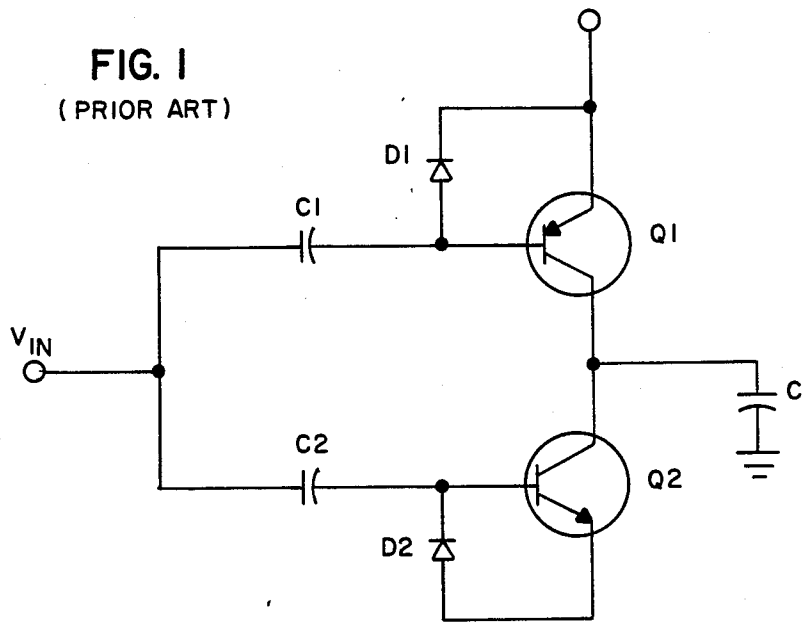 FIG. 1
(PRIOR ART)
D1
C1
Q1
VIN
C
C2
Q2
D2